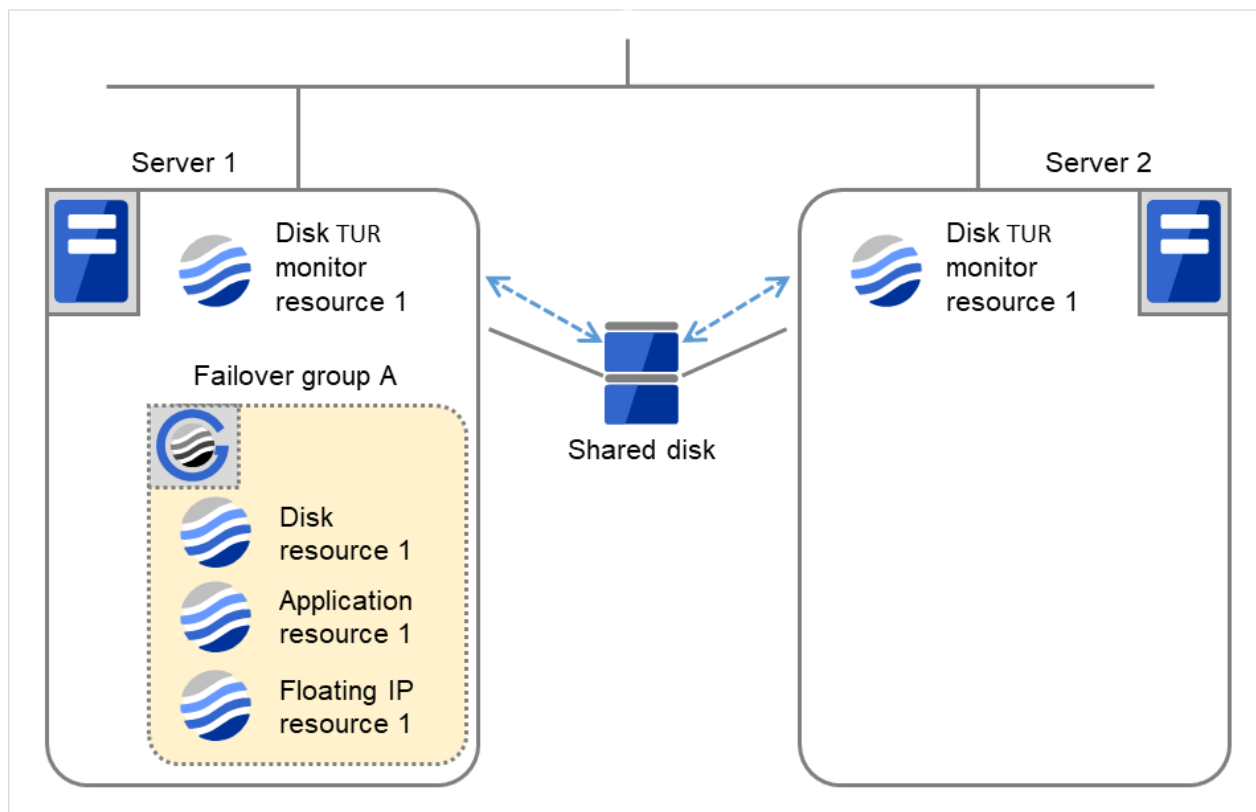 Server 1
Server 2
Disk TUR
monitor
resource 1
Disk TUR
monitor
resource 1
Failover group A
Shared disk
Disk
resource 1
Application
resource 1
Floating IP
resource 1